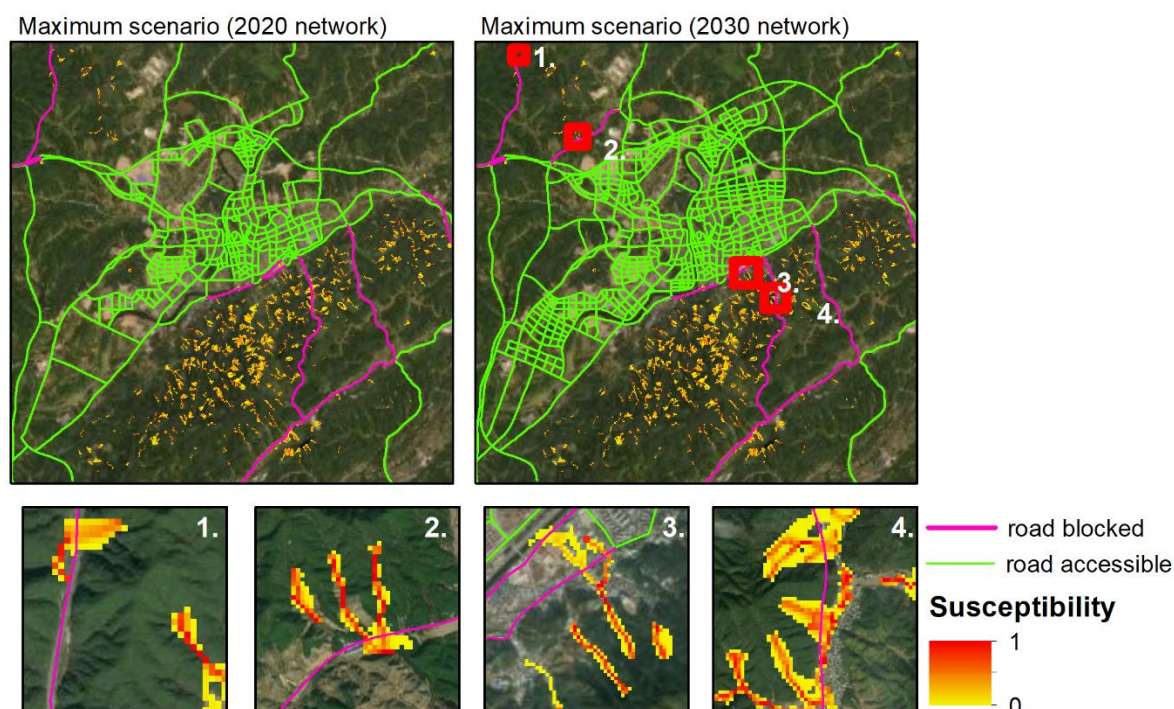 Maximum scenario (2020 network)
Maximum scenario (2030 network)
1.
2.
3.
4.
1.
2.
3.
4.
road blocked
road accessible
Susceptibility
1
0